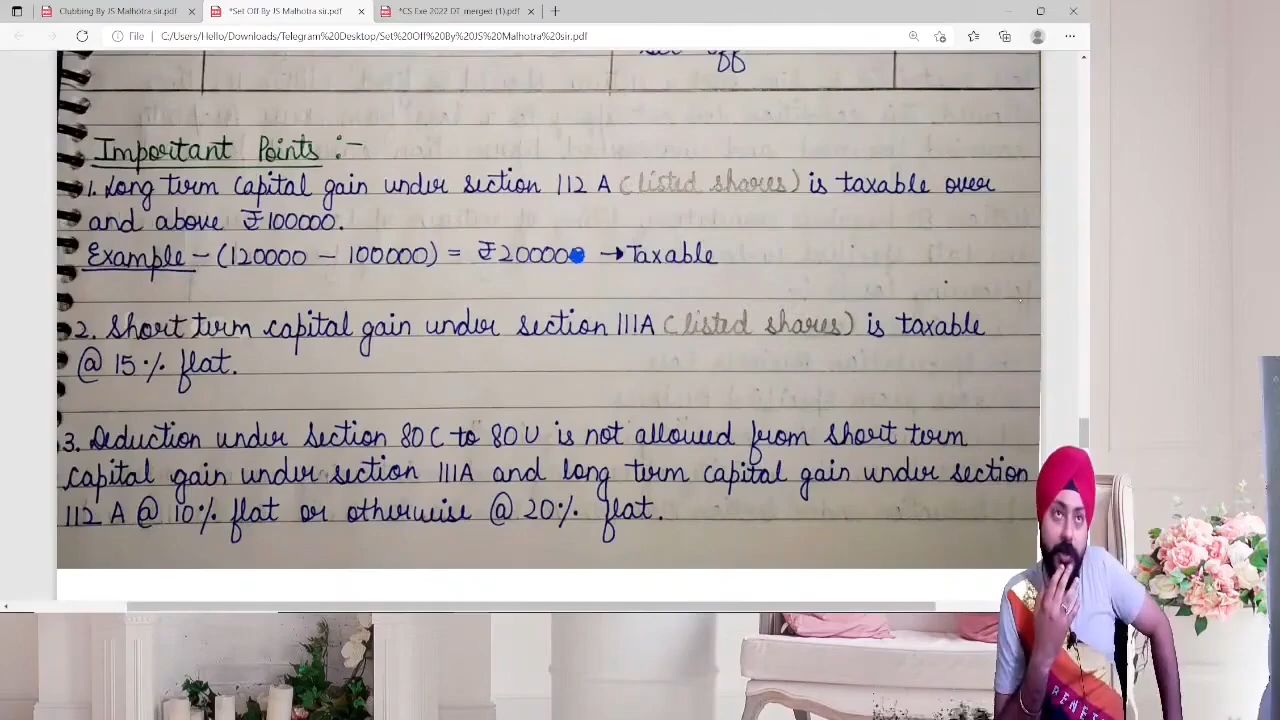 Clubbing By JS Malhotra sir.pdf
*Set Off By JS Malhotra sir.pdf
*CS Exe 2022 DT merged (1).pdf
File C:/Users/Hello/Downloads/Telegram%20Desktop/Set%20Off%20By%20JS%20Malhotra%20sir.pdf
set off
Important Points :-
1. Long term capital gain under section 112 A (listed shares) is taxable over
and above ₹100000.
Example - (120000 - 100000) = ₹20000 → Taxable
2. Short term capital gain under section 111A (listed shares) is taxable
@ 15% flat.
3. Deduction under section 80C to 80U is not allowed from short term
capital gain under section 111A and long term capital gain under section
112 A @ 10% flat or otherwise @ 20% flat.